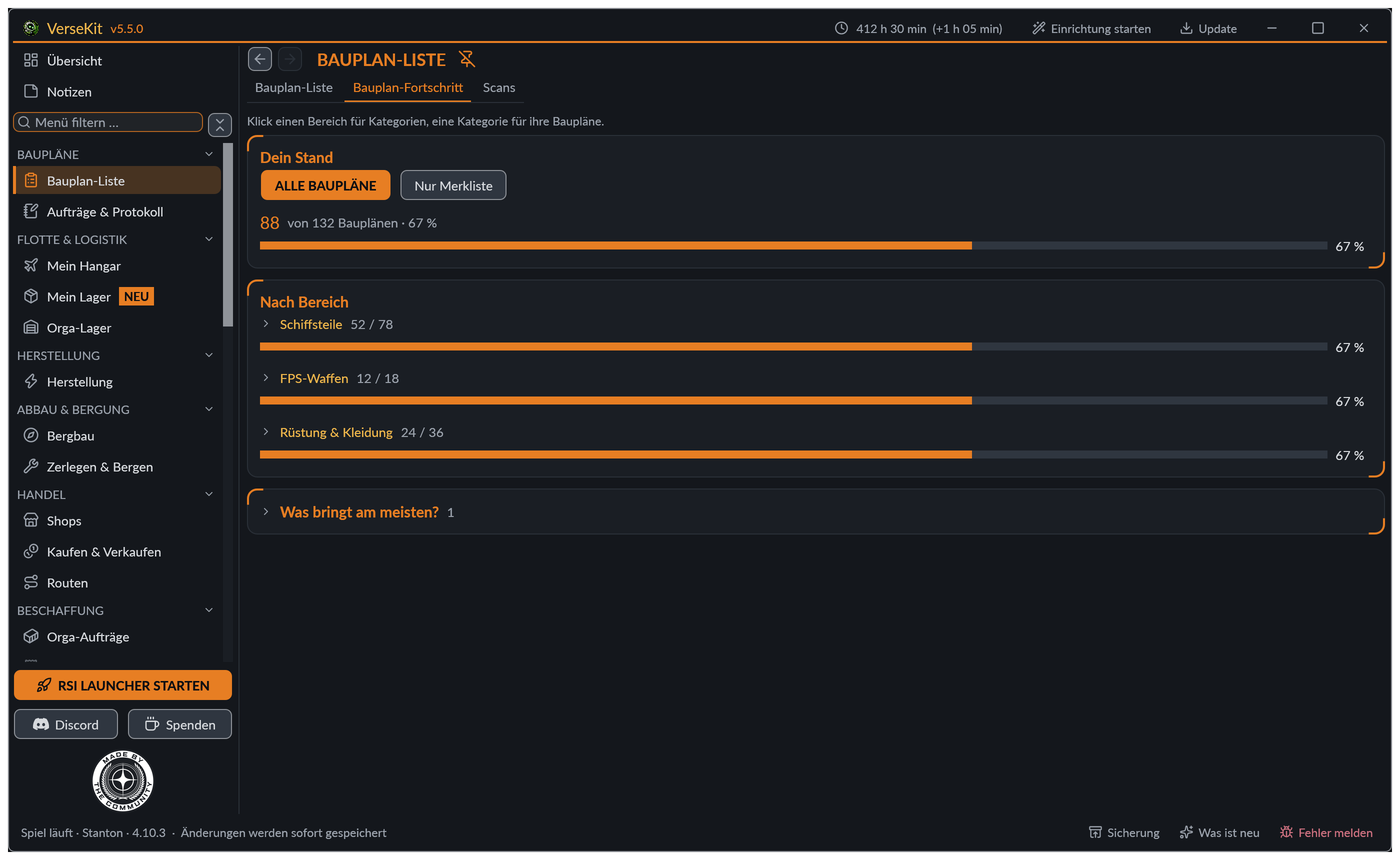 VerseKit v5.5.0
412 h 30 min (+1 h 05 min)
Einrichtung starten
Update
Übersicht
Notizen
Menü filtern ...
BAUPLÄNE
Bauplan-Liste
Aufträge & Protokoll
FLOTTE & LOGISTIK
Mein Hangar
Mein Lager NEU
Orga-Lager
HERSTELLUNG
Herstellung
ABBAU & BERGUNG
Bergbau
Zerlegen & Bergen
HANDEL
Shops
Kaufen & Verkaufen
Routen
BESCHAFFUNG
Orga-Aufträge
RSI LAUNCHER STARTEN
Discord
Spenden
MADE BY
THE COMMUNITY
BAUPLAN-LISTE
Bauplan-Liste
Bauplan-Fortschritt
Scans
Klick einen Bereich für Kategorien, eine Kategorie für ihre Baupläne.
Dein Stand
ALLE BAUPLÄNE
Nur Merkliste
88 von 132 Bauplänen · 67 %
67 %
Nach Bereich
Schiffsteile 52 / 78
67 %
FPS-Waffen 12 / 18
67 %
Rüstung & Kleidung 24 / 36
67 %
Was bringt am meisten? 1
Spiel läuft · Stanton · 4.10.3 · Änderungen werden sofort gespeichert
Sicherung
Was ist neu
Fehler melden